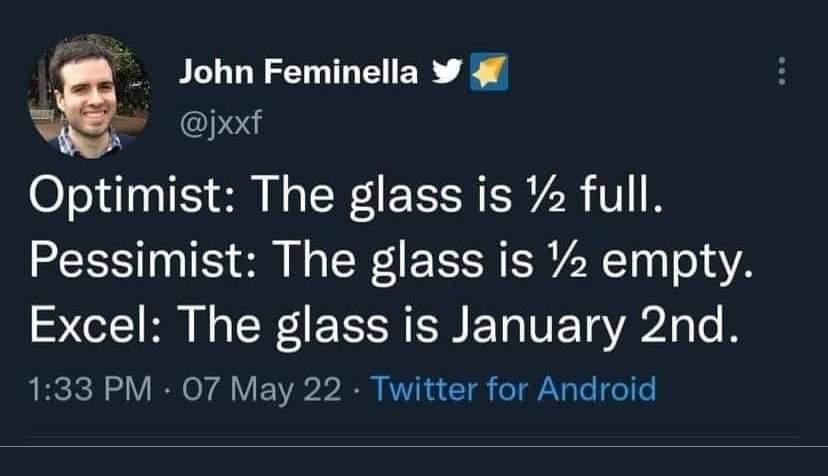 John Feminella
@jxxf
Optimist: The glass is ½ full.
Pessimist: The glass is ½ empty.
Excel: The glass is January 2nd.
1:33 PM · 07 May 22 · Twitter for Android